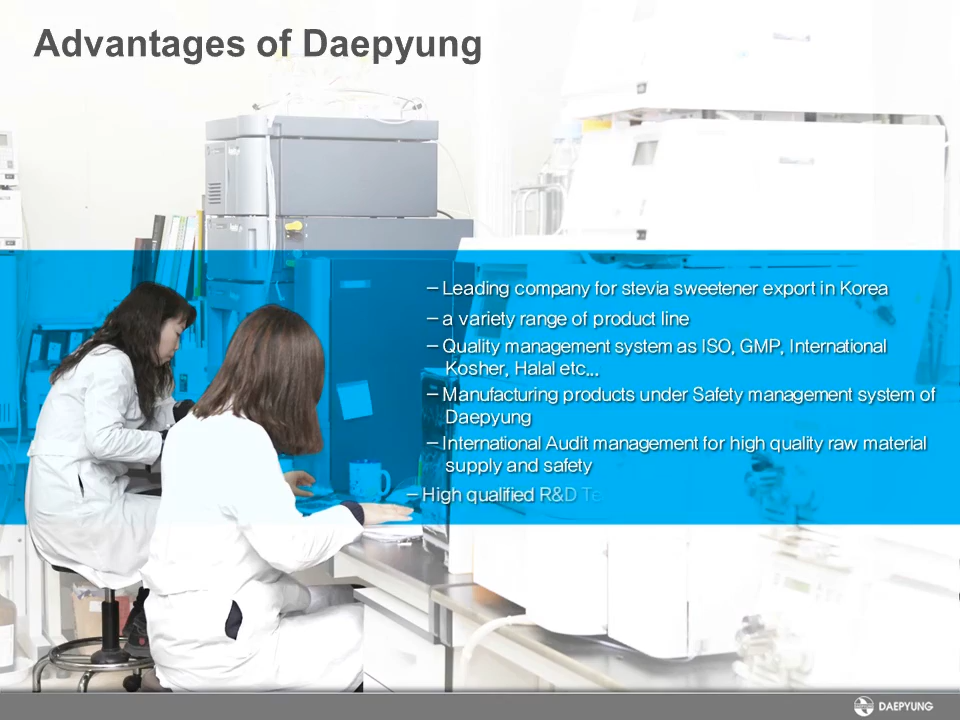 Advantages of Daepyung
– Leading company for stevia sweetener export in Korea
– a variety range of product line
– Quality management system as ISO, GMP, International
Kosher, Halal etc...
– Manufacturing products under Safety management system of
Daepyung
– International Audit management for high quality raw material
supply and safety
– High qualified R&D
DAEPYUNG